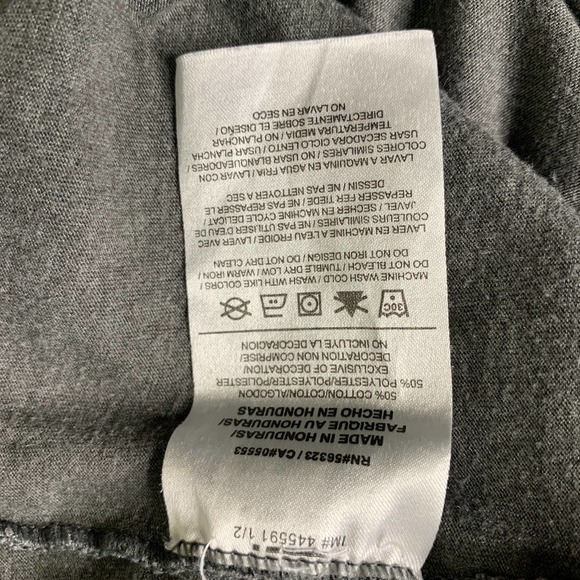 IM# 445591 1/2
RN#56323 / CA#05553
MADE IN HONDURAS/
FABRIQUE AU HONDURAS/
HECHO EN HONDURAS
50% COTTON/COTON/ALGODON
50% POLYESTER/POLYESTER/POLIESTER
EXCLUSIVE OF DECORATION/
DECORATION NON COMPRISE/
NO INCLUYE LA DECORACION
30C
MACHINE WASH COLD / WASH WITH LIKE COLORS /
DO NOT BLEACH / TUMBLE DRY LOW / WARM IRON /
DO NOT IRON DESIGN / DO NOT DRY CLEAN
LAVER EN MACHINE A L'EAU FROIDE / LAVER AVEC
COULEURS SIMILAIRES / NE PAS UTILISER D'EAU DE
JAVEL / SECHER EN MACHINE CYCLE DELICAT /
REPASSER FER TIEDE / NE PAS REPASSER LE
DESSIN / NE PAS NETTOYER A SEC
LAVAR A MAQUINA EN AGUA FRIA / LAVAR CON
COLORES SIMILARES / NO USAR BLANQUEADORES /
USAR SECADORA CICLO LENTO / USAR PLANCHA
TEMPERATURA MEDIA / NO PLANCHAR
DIRECTAMENTE SOBRE EL DISEÑO /
NO LAVAR EN SECO